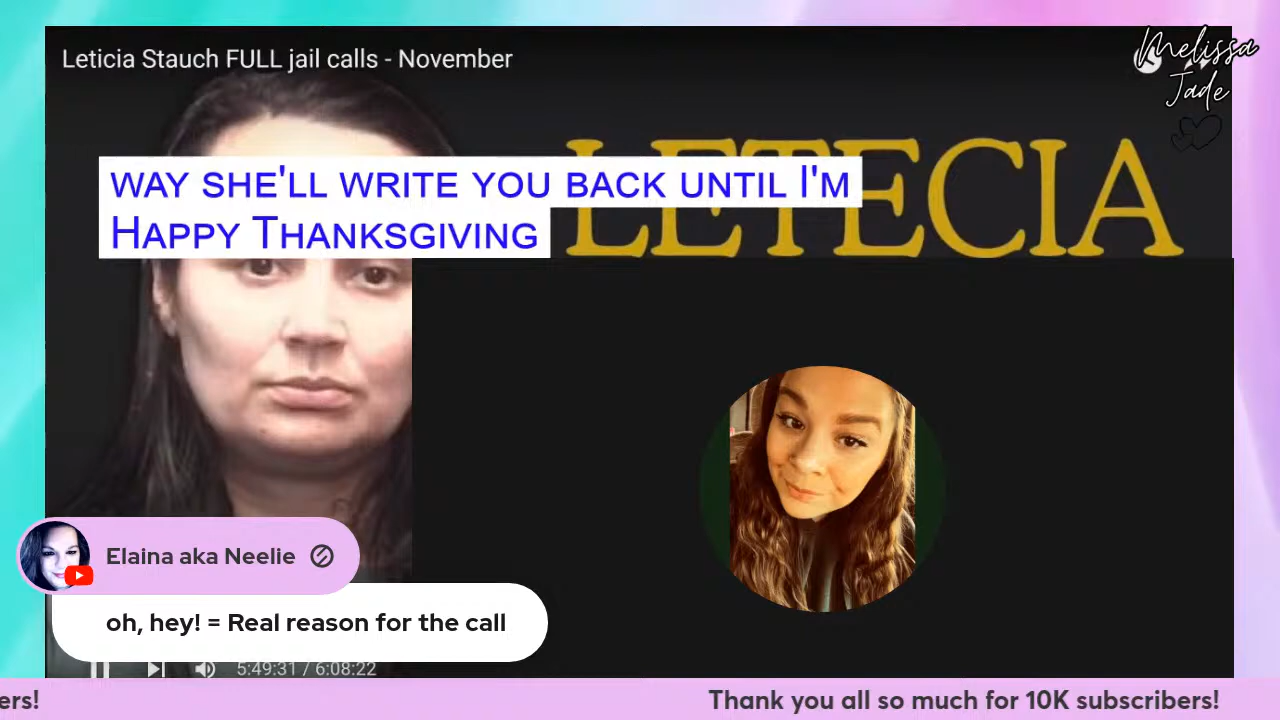 Leticia Stauch FULL jail calls - November
Melissa
Jade
LETECIA
WAY SHE'LL WRITE YOU BACK UNTIL I'M
HAPPY THANKSGIVING
Elaina aka Neelie
oh, hey! = Real reason for the call
5:49:31 / 6:08:22
ers!
Thank you all so much for 10K subscribers!